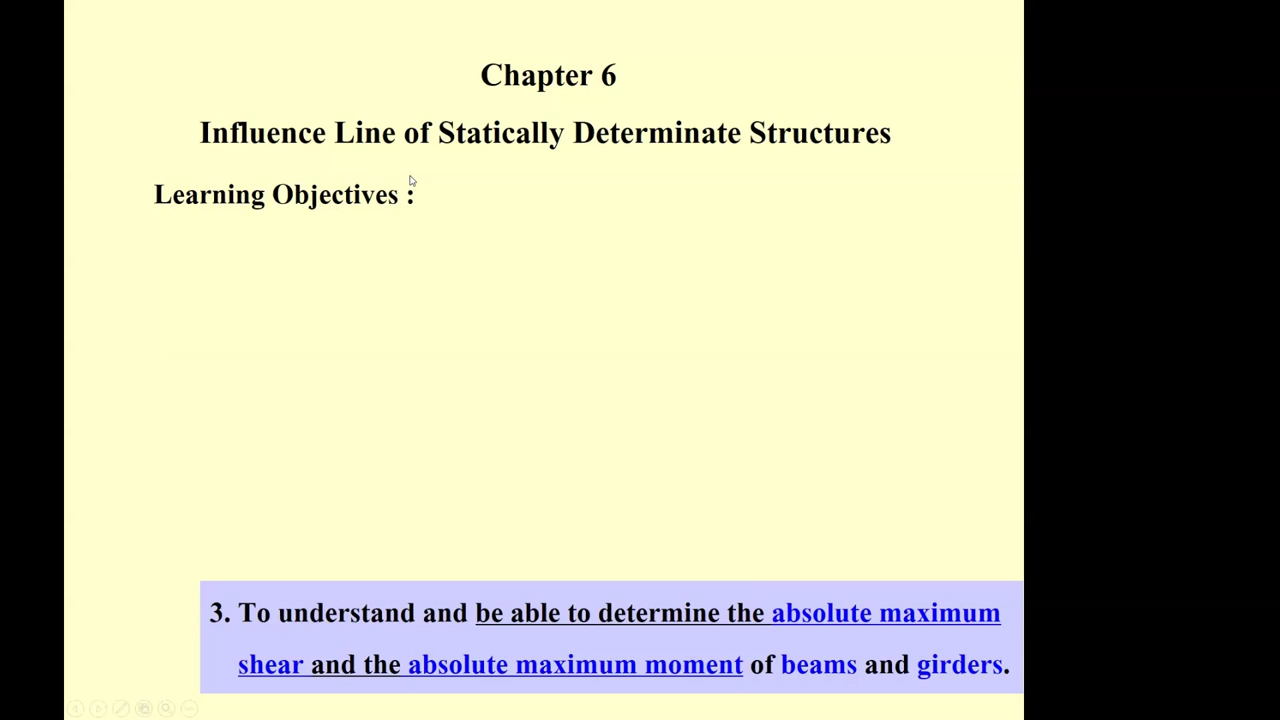 Chapter 6
Influence Line of Statically Determinate Structures
Learning Objectives :
3. To understand and be able to determine the absolute maximum
shear and the absolute maximum moment of beams and girders.